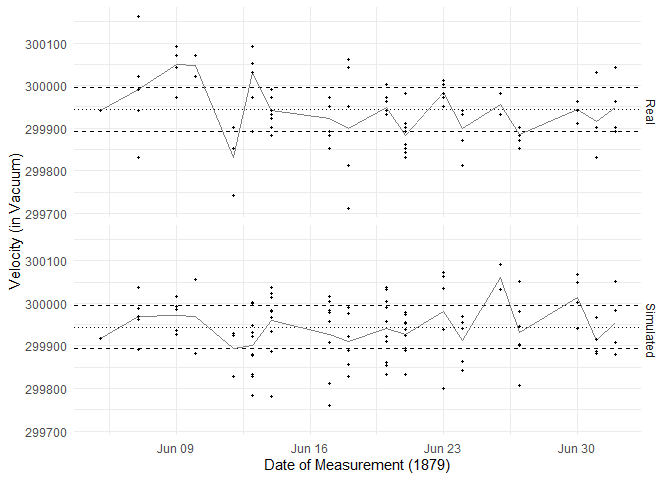 300100
300000
299900
299800
299700
Real
Velocity (in Vacuum)
300100
300000
299900
299800
299700
Simulated
Jun 09 Jun 16 Jun 23 Jun 30
Date of Measurement (1879)